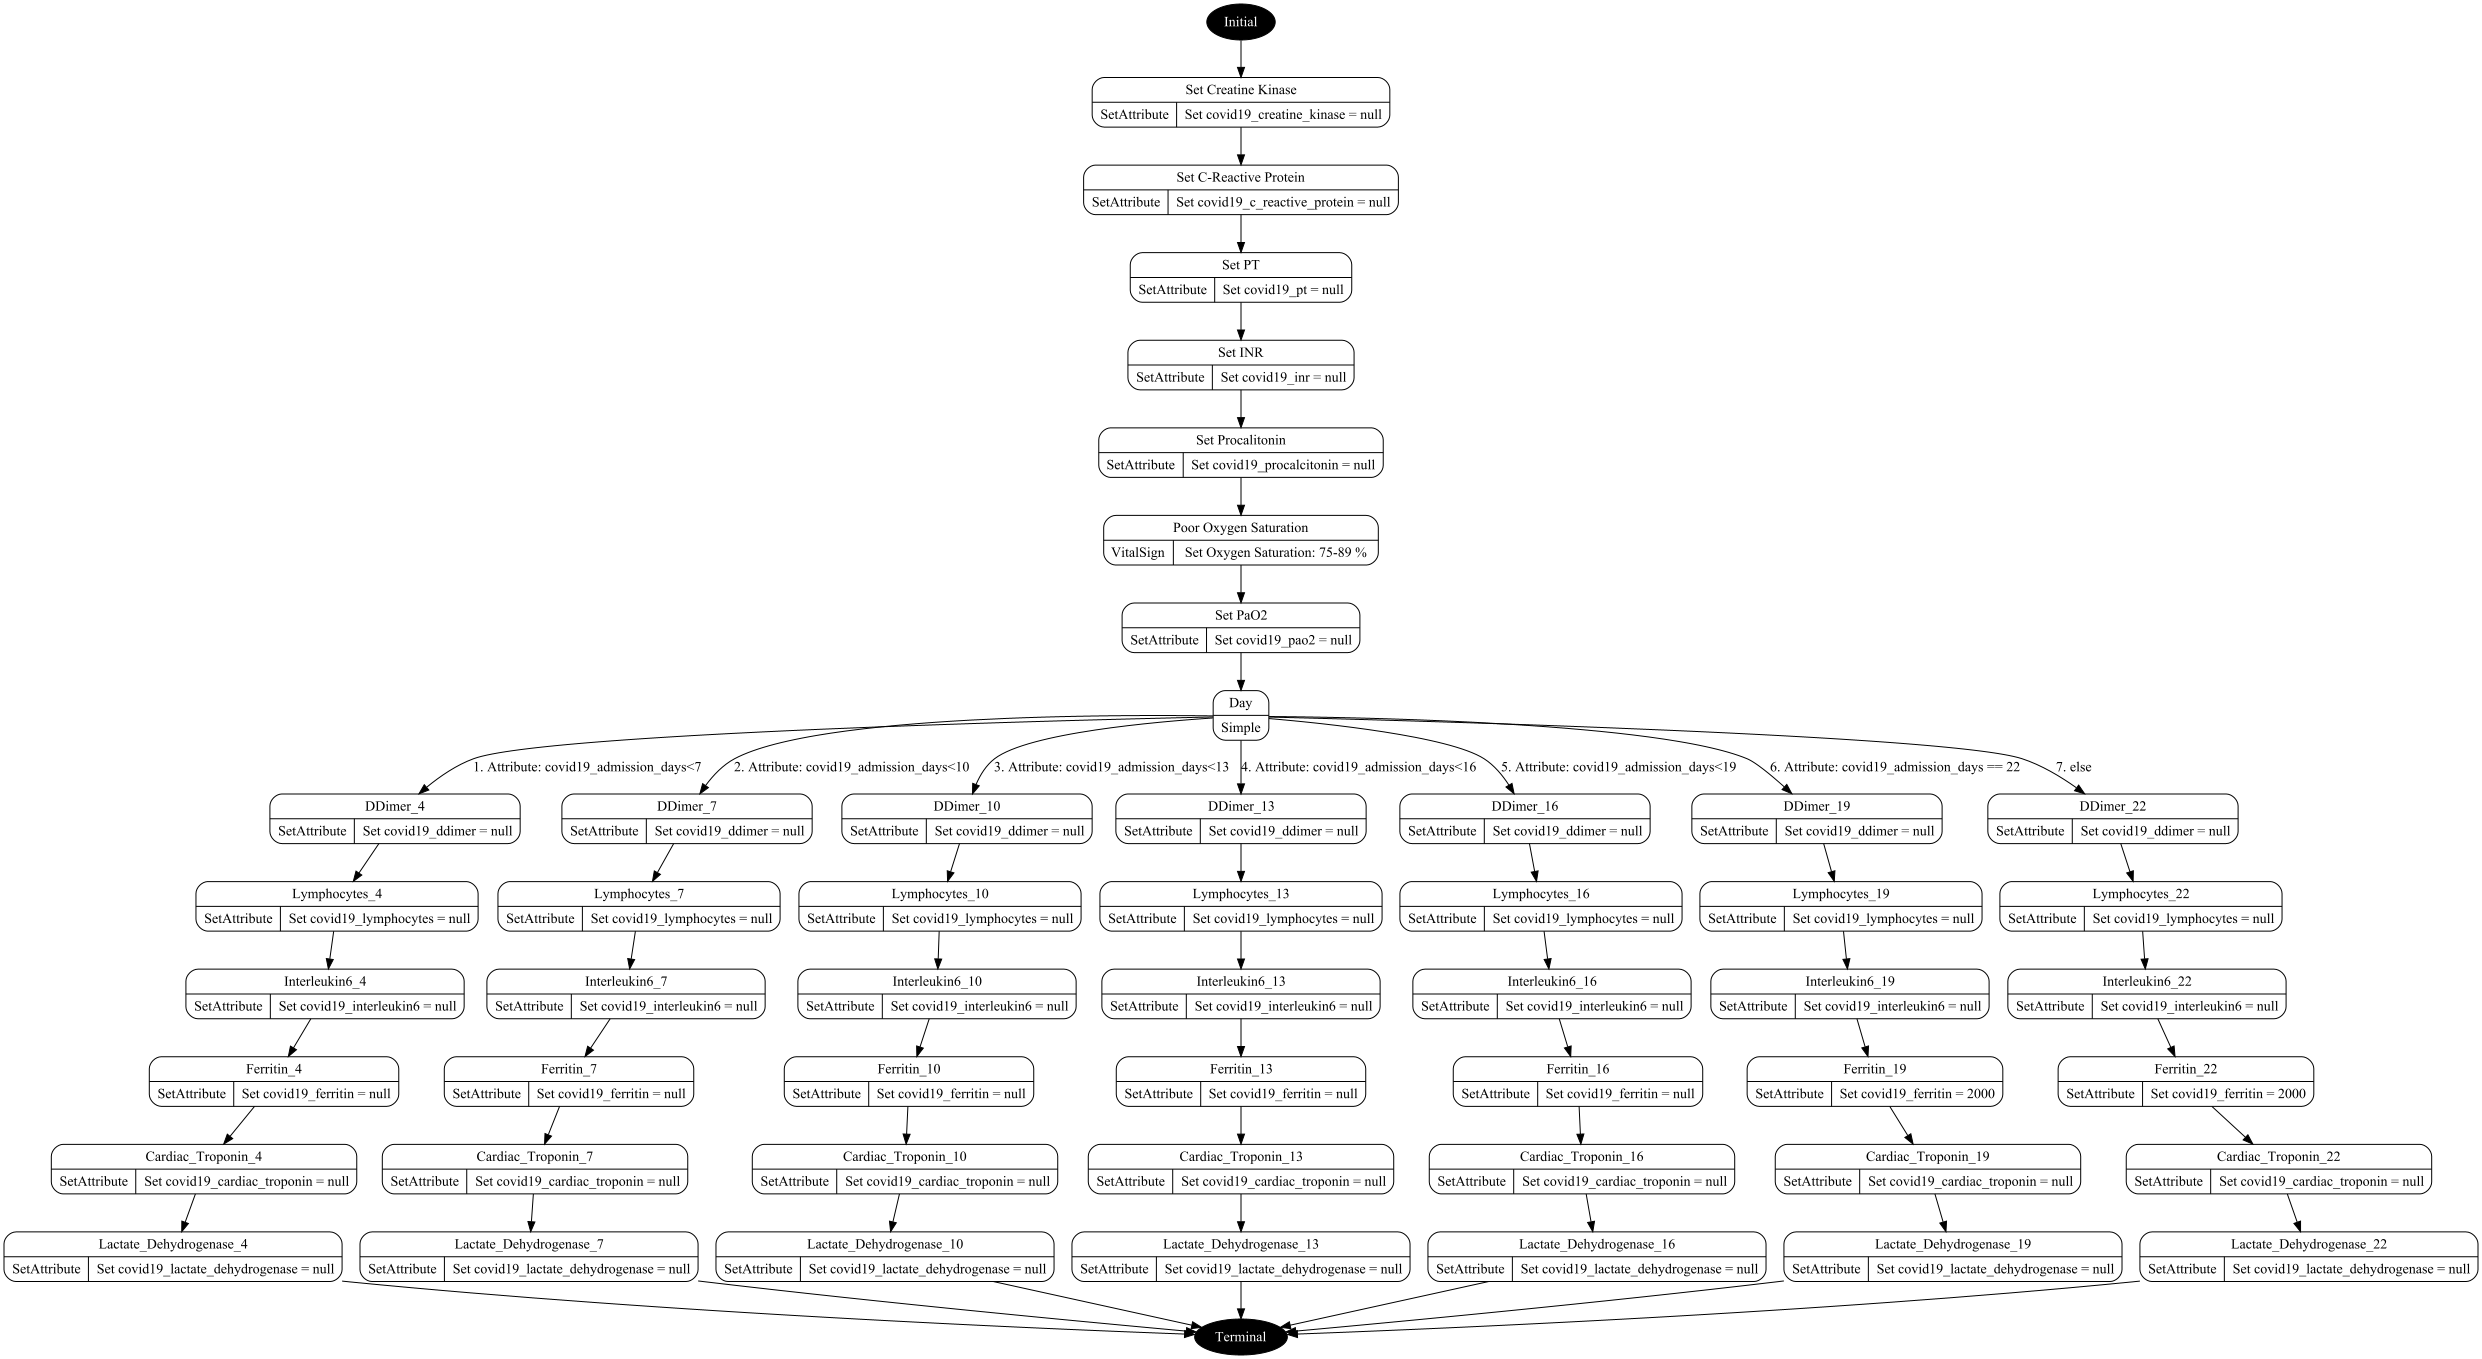 Initial
Set Creatine Kinase
SetAttribute Set covid19_creatine_kinase = null
Set C-Reactive Protein
SetAttribute Set covid19_c_reactive_protein = null
Set PT
SetAttribute Set covid19_pt = null
Set INR
SetAttribute Set covid19_inr = null
Set Procalitonin
SetAttribute Set covid19_procalcitonin = null
Poor Oxygen Saturation
VitalSign Set Oxygen Saturation: 75-89 %
Set PaO2
SetAttribute Set covid19_pao2 = null
Day
Simple
1. Attribute: covid19_admission_days<7 2. Attribute: covid19_admission_days<10 3. Attribute: covid19_admission_days<13 4. Attribute: covid19_admission_days<16 5. Attribute: covid19_admission_days<19 6. Attribute: covid19_admission_days == 22 7. else
DDimer_4 DDimer_7 DDimer_10 DDimer_13 DDimer_16 DDimer_19 DDimer_22
SetAttribute Set covid19_ddimer = null SetAttribute Set covid19_ddimer = null SetAttribute Set covid19_ddimer = null SetAttribute Set covid19_ddimer = null SetAttribute Set covid19_ddimer = null SetAttribute Set covid19_ddimer = null SetAttribute Set covid19_ddimer = null
Lymphocytes_4 Lymphocytes_7 Lymphocytes_10 Lymphocytes_13 Lymphocytes_16 Lymphocytes_19 Lymphocytes_22
SetAttribute Set covid19_lymphocytes = null SetAttribute Set covid19_lymphocytes = null SetAttribute Set covid19_lymphocytes = null SetAttribute Set covid19_lymphocytes = null SetAttribute Set covid19_lymphocytes = null SetAttribute Set covid19_lymphocytes = null SetAttribute Set covid19_lymphocytes = null
Interleukin6_4 Interleukin6_7 Interleukin6_10 Interleukin6_13 Interleukin6_16 Interleukin6_19 Interleukin6_22
SetAttribute Set covid19_interleukin6 = null SetAttribute Set covid19_interleukin6 = null SetAttribute Set covid19_interleukin6 = null SetAttribute Set covid19_interleukin6 = null SetAttribute Set covid19_interleukin6 = null SetAttribute Set covid19_interleukin6 = null SetAttribute Set covid19_interleukin6 = null
Ferritin_4 Ferritin_7 Ferritin_10 Ferritin_13 Ferritin_16 Ferritin_19 Ferritin_22
SetAttribute Set covid19_ferritin = null SetAttribute Set covid19_ferritin = null SetAttribute Set covid19_ferritin = null SetAttribute Set covid19_ferritin = null SetAttribute Set covid19_ferritin = null SetAttribute Set covid19_ferritin = 2000 SetAttribute Set covid19_ferritin = 2000
Cardiac_Troponin_4 Cardiac_Troponin_7 Cardiac_Troponin_10 Cardiac_Troponin_13 Cardiac_Troponin_16 Cardiac_Troponin_19 Cardiac_Troponin_22
SetAttribute Set covid19_cardiac_troponin = null SetAttribute Set covid19_cardiac_troponin = null SetAttribute Set covid19_cardiac_troponin = null SetAttribute Set covid19_cardiac_troponin = null SetAttribute Set covid19_cardiac_troponin = null SetAttribute Set covid19_cardiac_troponin = null SetAttribute Set covid19_cardiac_troponin = null
Lactate_Dehydrogenase_4 Lactate_Dehydrogenase_7 Lactate_Dehydrogenase_10 Lactate_Dehydrogenase_13 Lactate_Dehydrogenase_16 Lactate_Dehydrogenase_19 Lactate_Dehydrogenase_22
SetAttribute Set covid19_lactate_dehydrogenase = null SetAttribute Set covid19_lactate_dehydrogenase = null SetAttribute Set covid19_lactate_dehydrogenase = null SetAttribute Set covid19_lactate_dehydrogenase = null SetAttribute Set covid19_lactate_dehydrogenase = null SetAttribute Set covid19_lactate_dehydrogenase = null SetAttribute Set covid19_lactate_dehydrogenase = null
Terminal